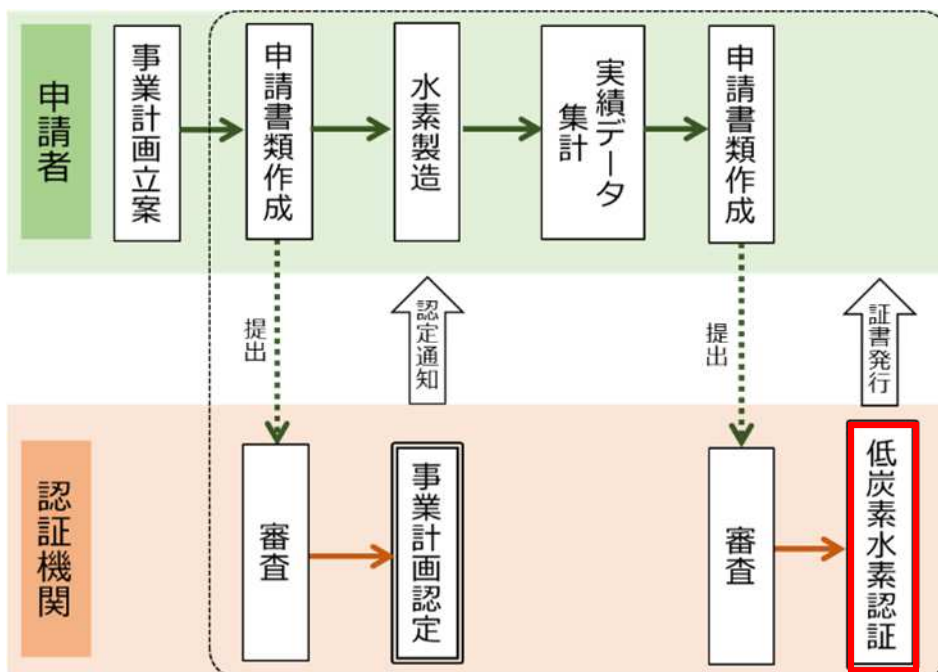 申請者
事業計画立案
申請書類作成
水素製造
実績データ
集計
申請書類作成
提出
認定通知
提出
証書発行
認証機関
審査
事業計画認定
審査
低炭素水素認証